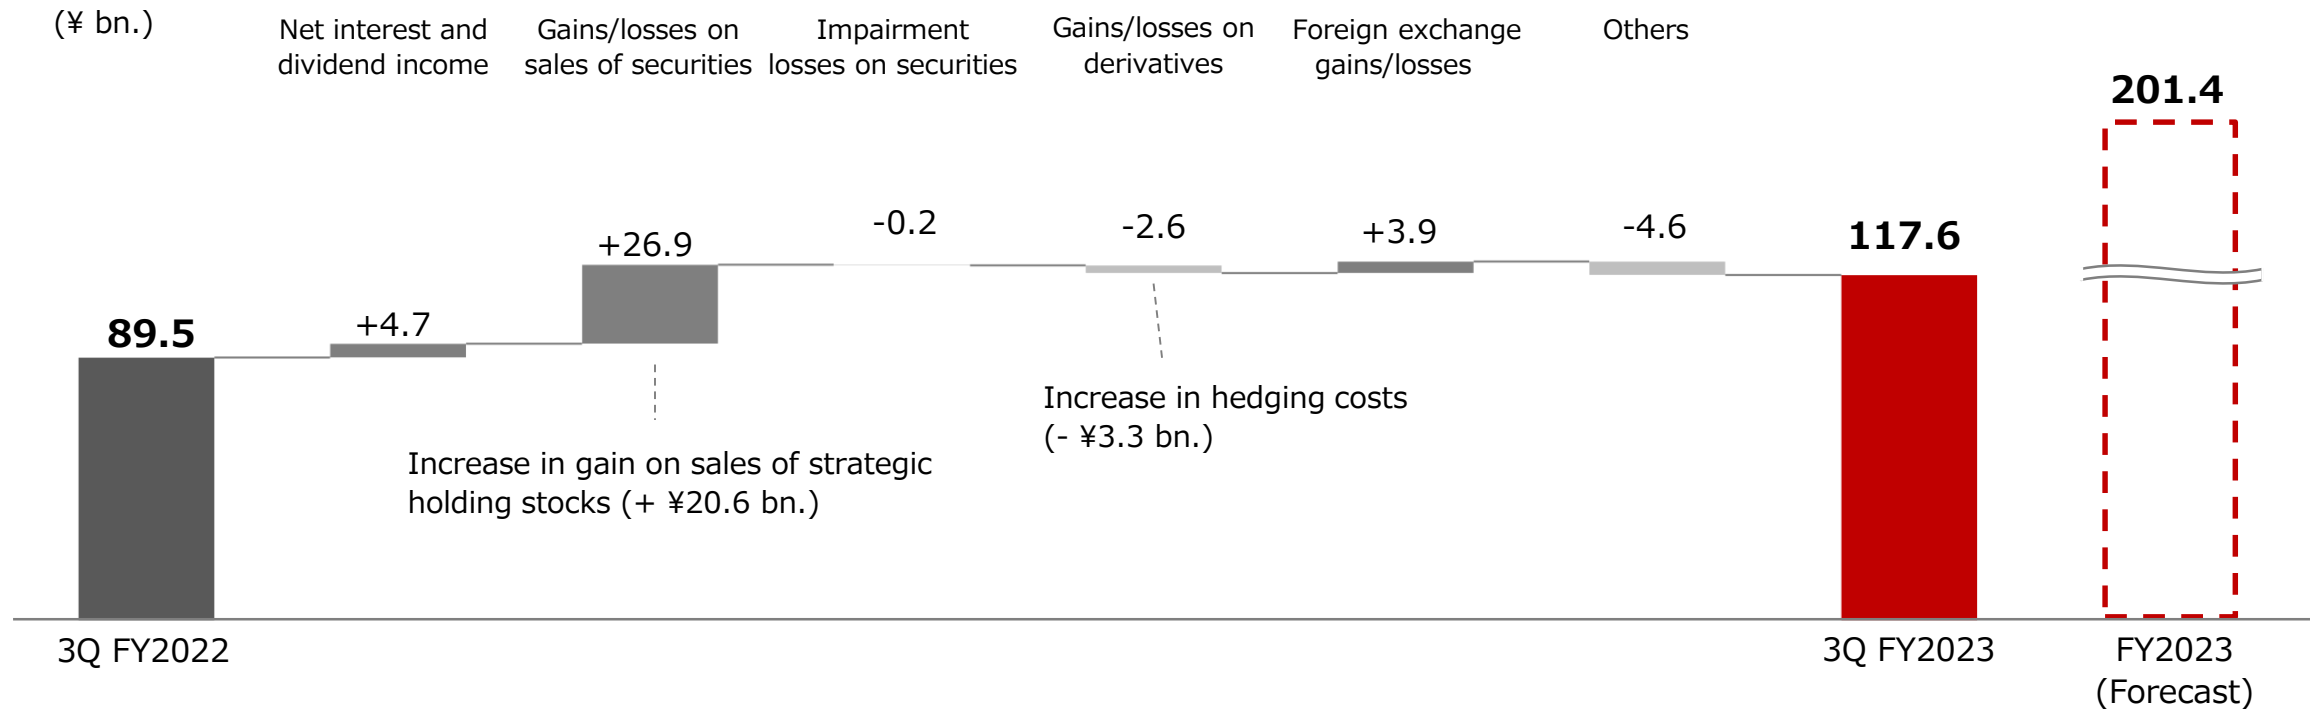 (¥ bn.)
Net interest and
dividend income
Gains/losses on
sales of securities
Impairment
losses on securities
Gains/losses on
derivatives
Foreign exchange
gains/losses
Others
201.4
+26.9
-0.2
-2.6
+3.9
-4.6
117.6
89.5
+4.7
Increase in hedging costs
(- ¥3.3 bn.)
Increase in gain on sales of strategic
holding stocks (+ ¥20.6 bn.)
3Q FY2022
3Q FY2023
FY2023
(Forecast)